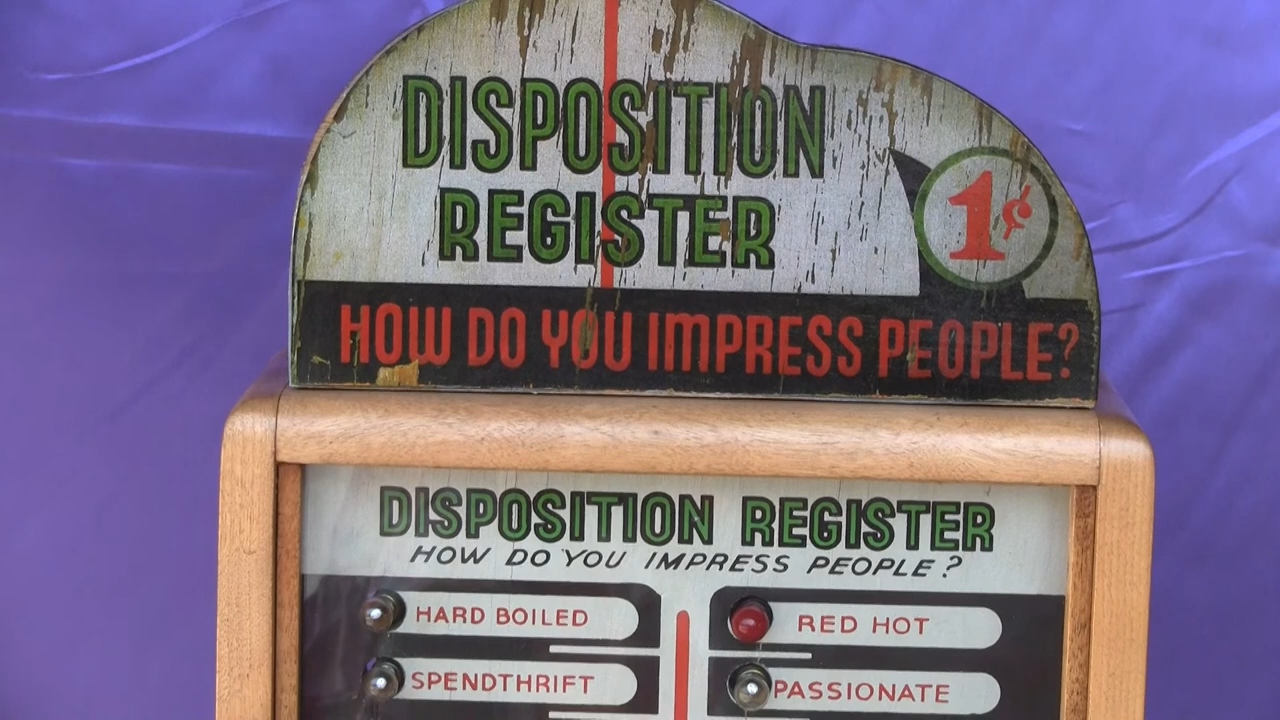 DISPOSITION
REGISTER
1¢
HOW DO YOU IMPRESS PEOPLE?
DISPOSITION REGISTER
HOW DO YOU IMPRESS PEOPLE?
HARD BOILED
RED HOT
SPENDTHRIFT
PASSIONATE